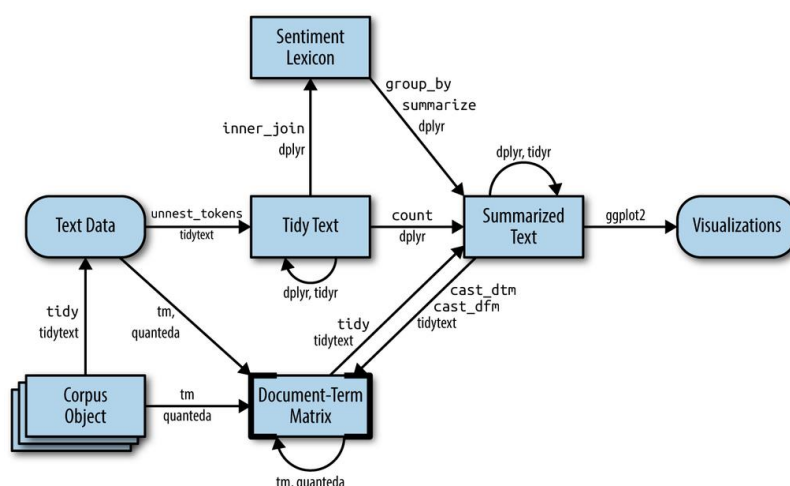 Sentiment
Lexicon
group_by
summarize
dplyr
inner_join
dplyr
dplyr, tidyr
Text Data
unnest_tokens
tidytext
Tidy Text
count
dplyr
Summarized
Text
ggplot2
Visualizations
dplyr, tidyr
tidy
tidytext
tm,
quanteda
tidy
tidytext
cast_dtm
cast_dfm
tidytext
Corpus
Object
tm
quanteda
Document-Term
Matrix
tm, quanteda